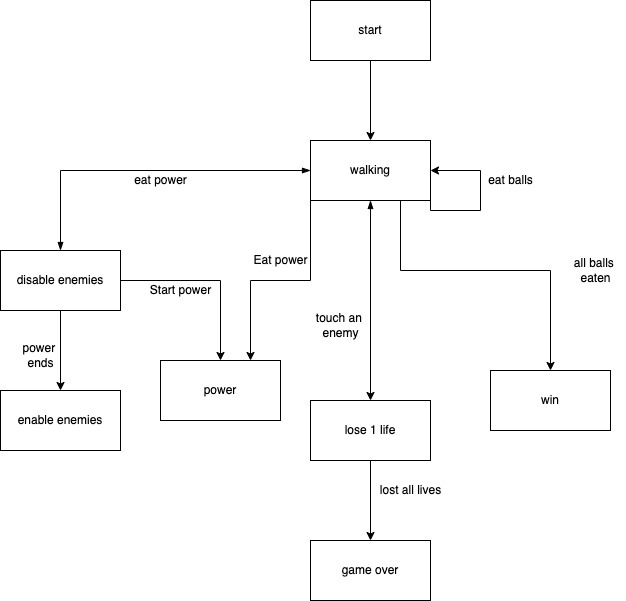 start
walking
eat balls
eat power
Eat power
all balls
eaten
disable enemies
Start power
touch an
enemy
power
ends
power
win
enable enemies
lose 1 life
lost all lives
game over